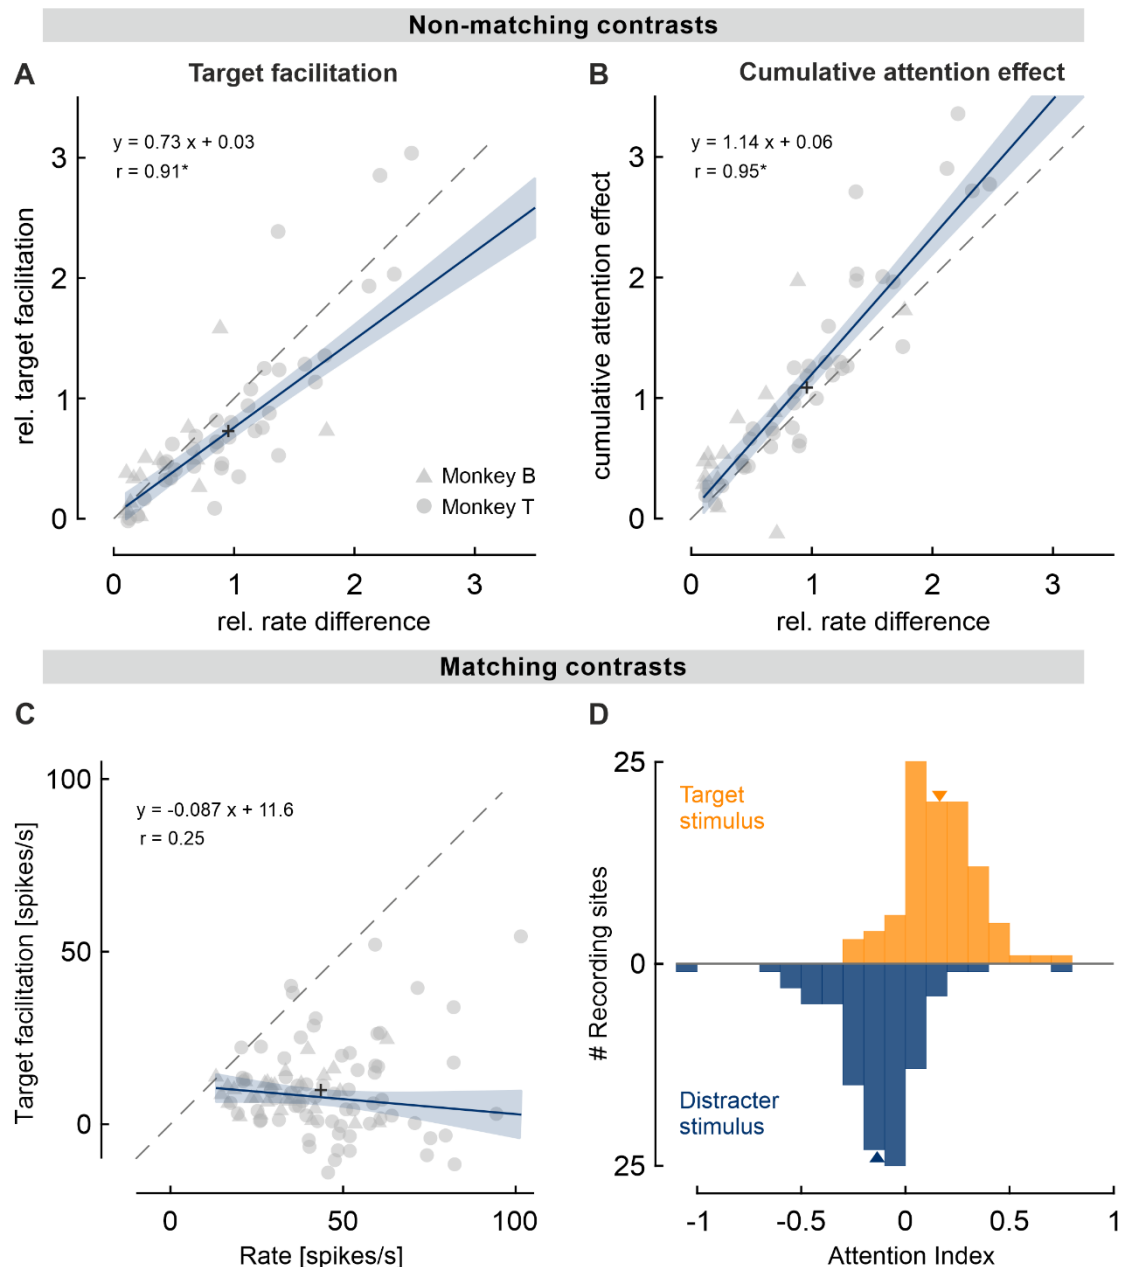 Non-matching contrasts
A
Target facilitation
y = 0.73 x + 0.03
r = 0.91*
rel. target facilitation
3
2
1
0
Monkey B
Monkey T
0 1 2 3
rel. rate difference
B
Cumulative attention effect
y = 1.14 x + 0.06
r = 0.95*
cumulative attention effect
3
2
1
0
0 1 2 3
rel. rate difference
Matching contrasts
C
y = -0.087 x + 11.6
r = 0.25
Target facilitation [spikes/s]
100
50
0
0 50 100
Rate [spikes/s]
D
# Recording sites
25
0
25
Target
stimulus
Distracter
stimulus
-1 -0.5 0 0.5 1
Attention Index